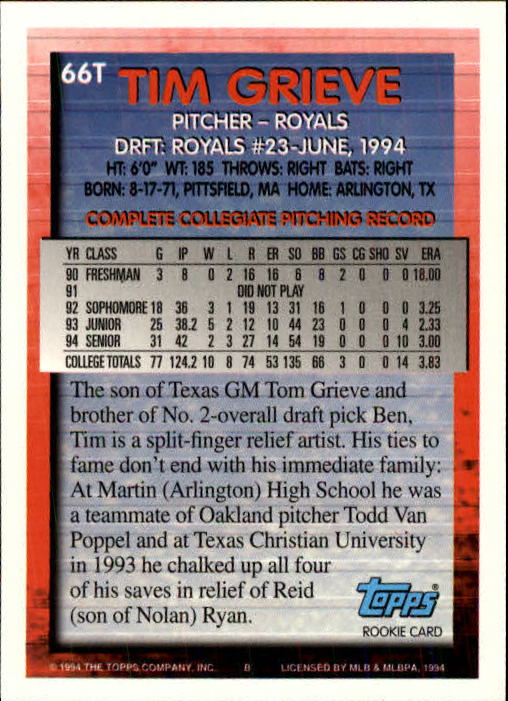 66T
TIM GRIEVE
PITCHER – ROYALS
DRFT: ROYALS #23-JUNE, 1994
HT: 6'0" WT: 185 THROWS: RIGHT BATS: RIGHT
BORN: 8-17-71, PITTSFIELD, MA HOME: ARLINGTON, TX
COMPLETE COLLEGIATE PITCHING RECORD
YR CLASS G IP W L R ER SO BB GS CG SHO SV ERA
90 FRESHMAN 3 8 0 2 16 16 6 8 2 0 0 0 18.00
91 DID NOT PLAY
92 SOPHOMORE 18 36 3 1 19 13 31 16 1 0 0 0 3.25
93 JUNIOR 25 38.2 5 2 12 10 44 23 0 0 0 4 2.33
94 SENIOR 31 42 2 3 27 14 54 19 0 0 0 10 3.00
COLLEGE TOTALS 77 124.2 10 8 74 53 135 66 3 0 0 14 3.83
The son of Texas GM Tom Grieve and
brother of No. 2-overall draft pick Ben,
Tim is a split-finger relief artist. His ties to
fame don't end with his immediate family:
At Martin (Arlington) High School he was
a teammate of Oakland pitcher Todd Van
Poppel and at Texas Christian University
in 1993 he chalked up all four
of his saves in relief of Reid
(son of Nolan) Ryan.
Topps®
ROOKIE CARD
© 1994 THE TOPPS COMPANY, INC. B LICENSED BY MLB & MLBPA, 1994